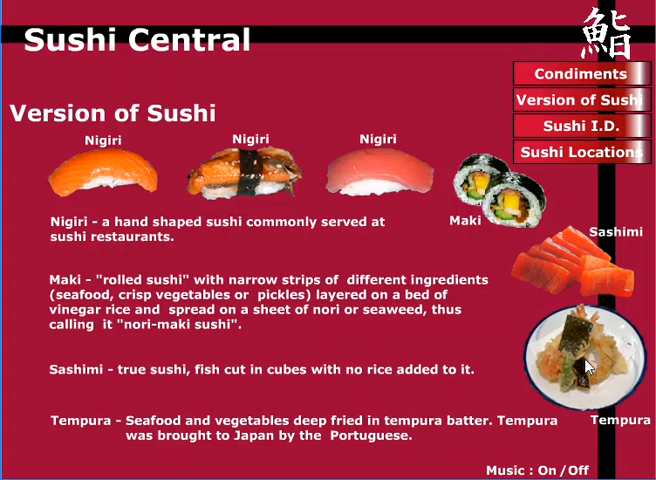 Sushi Central
鮨
Condiments
Version of Sushi
Sushi I.D.
Sushi Locations
Version of Sushi
Nigiri
Nigiri
Nigiri
Maki
Sashimi
Nigiri - a hand shaped sushi commonly served at
sushi restaurants.
Maki - "rolled sushi" with narrow strips of different ingredients
(seafood, crisp vegetables or pickles) layered on a bed of
vinegar rice and spread on a sheet of nori or seaweed, thus
calling it "nori-maki sushi".
Sashimi - true sushi, fish cut in cubes with no rice added to it.
Tempura - Seafood and vegetables deep fried in tempura batter. Tempura
was brought to Japan by the Portuguese.
Tempura
Music : On /Off